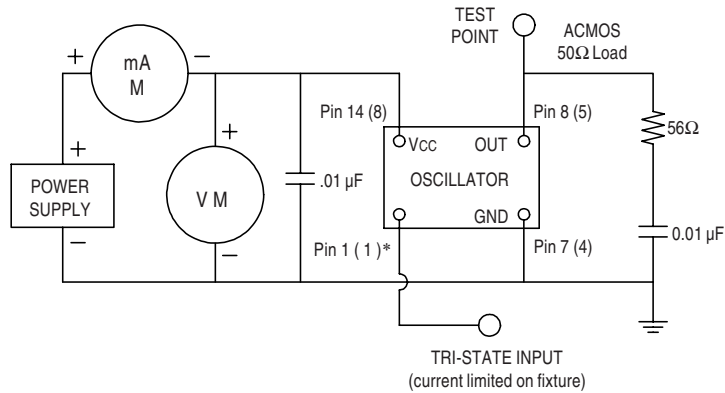 TEST
POINT
ACMOS
50Ω Load
+
−
mA
M
Pin 14 (8)
Pin 8 (5)
+
VCC
OUT
56Ω
+
POWER
SUPPLY
V M
.01 µF
OSCILLATOR
GND
−
−
Pin 1 ( 1 )*
Pin 7 (4)
0.01 µF
TRI-STATE INPUT
(current limited on fixture)